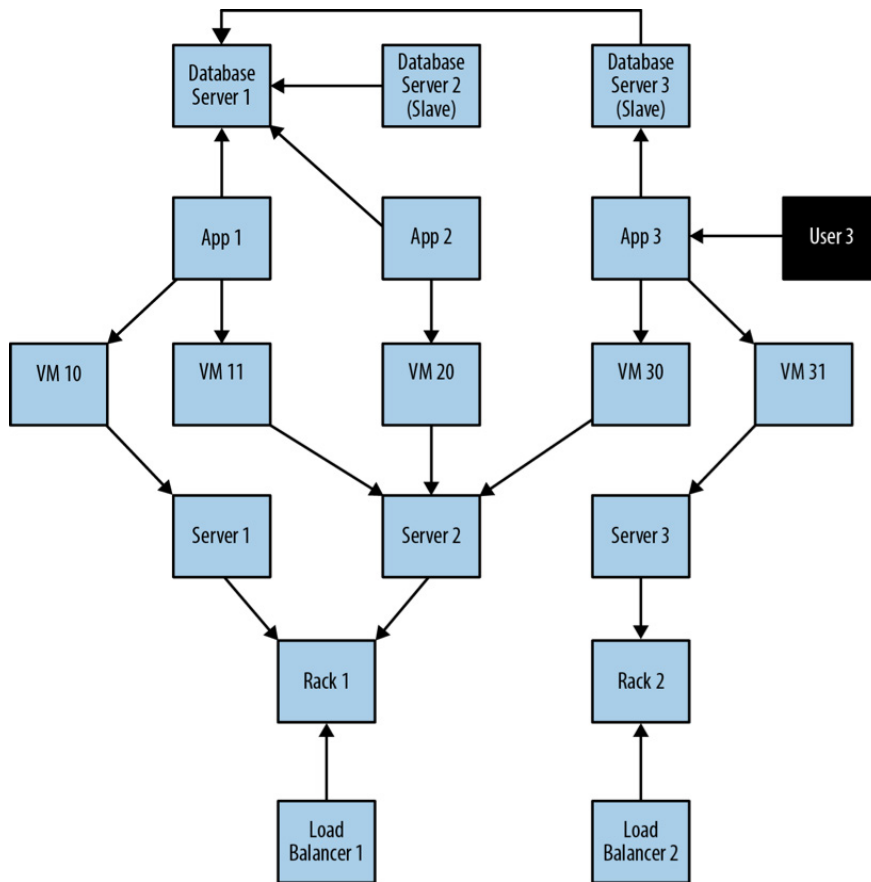 Database
Server 1
Database
Server 2
(Slave)
Database
Server 3
(Slave)
App 1
App 2
App 3
User 3
VM 10
VM 11
VM 20
VM 30
VM 31
Server 1
Server 2
Server 3
Rack 1
Rack 2
Load
Balancer 1
Load
Balancer 2